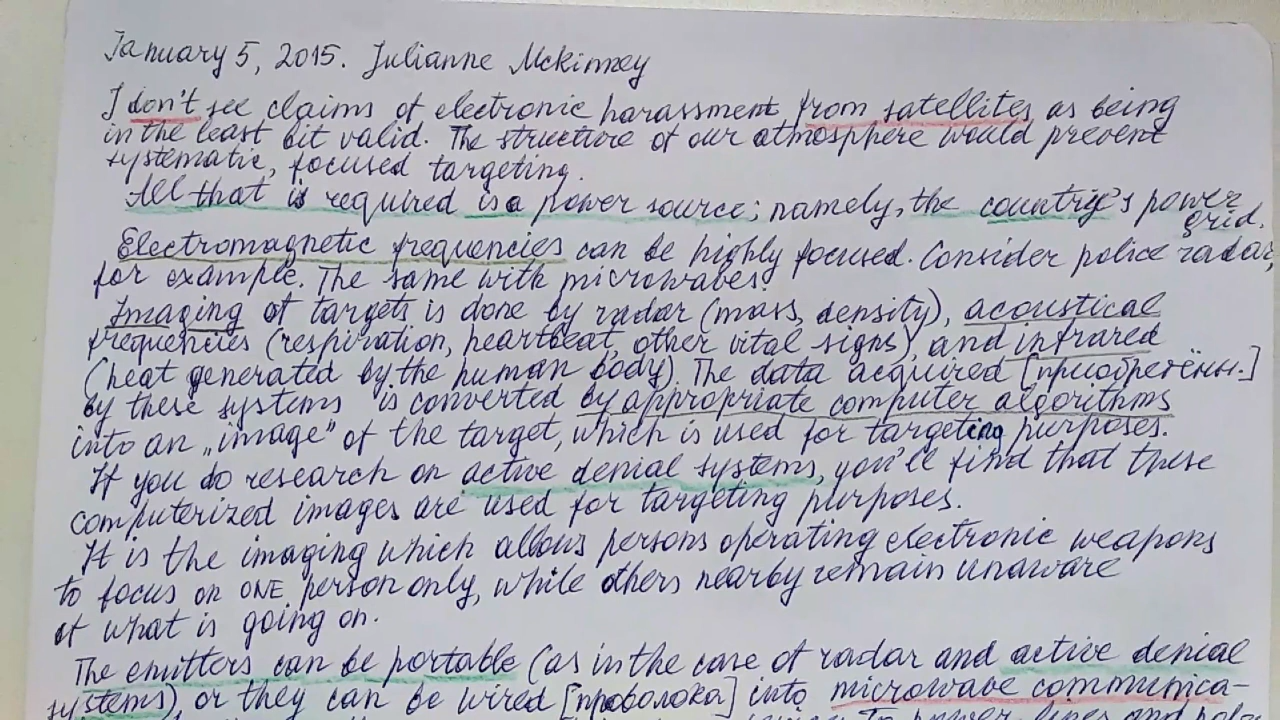 January 5, 2015. Julianne McKinney
I don't see claims of electronic harassment from satellites as being
in the least bit valid. The structure of our atmosphere would prevent
systematic, focused targeting.
All that is required is a power source; namely, the country's power
grid.
Electromagnetic frequencies can be highly focused. Consider police radar,
for example. The same with microwaves.
Imaging of targets is done by radar (mass, density), acoustical
frequencies (respiration, heartbeat, other vital signs), and infrared
(heat generated by the human body). The data acquired [приобретённ.]
by these systems is converted by appropriate computer algorithms
into an „image" of the target, which is used for targeting purposes.
If you do research on active denial systems, you'll find that these
computerized images are used for targeting purposes.
It is the imaging which allows persons operating electronic weapons
to focus on ONE person only, while others nearby remain unaware
of what is going on.
The emitters can be portable (as in the case of radar and active denial
systems), or they can be wired [проволока] into microwave communica-
to power lines and